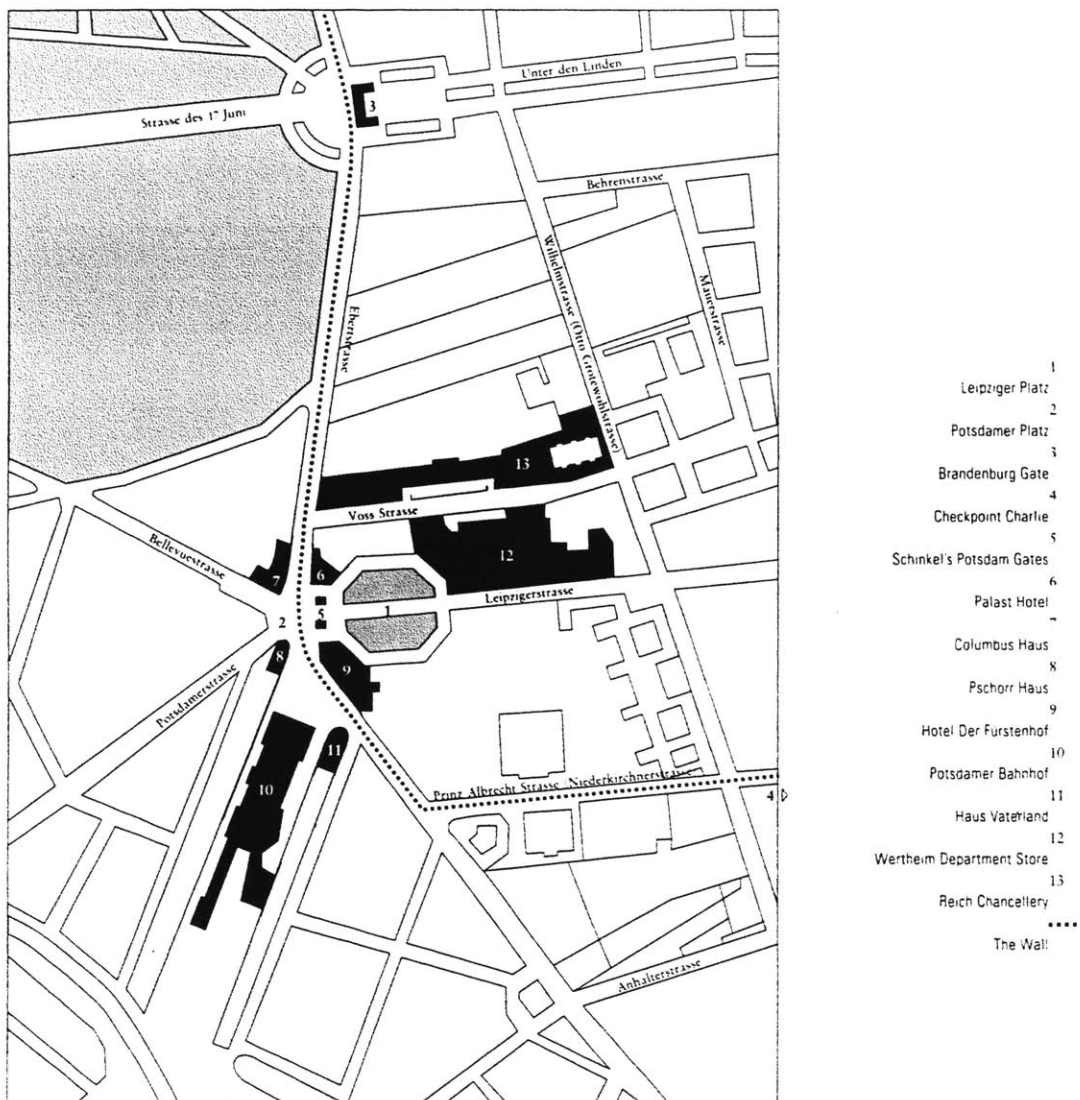 Unter den Linden
3
Strasse des 17 Juni
Behrenstrasse
Wilhelmstrasse (Otto Grotewohlstrasse)
Mauerstrasse
Ebertstrasse
13
Voss Strasse
12
Bellevuestrasse
7
6
Leipzigerstrasse
5
1
2
8
9
Potsdamerstrasse
11
10
Prinz Albrecht Strasse Niederkirchnerstrasse
4
Anhalterstrasse
1
Leipziger Platz
2
Potsdamer Platz
3
Brandenburg Gate
4
Checkpoint Charlie
5
Schinkel's Potsdam Gates
6
Palast Hotel
7
Columbus Haus
8
Pschorr Haus
9
Hotel Der Fürstenhof
10
Potsdamer Bahnhof
11
Haus Vaterland
12
Wertheim Department Store
13
Reich Chancellery
The Wall